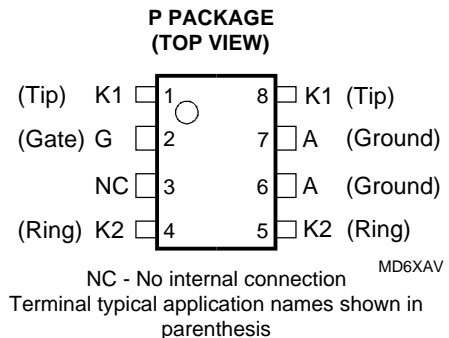 P PACKAGE
(TOP VIEW)
(Tip) K1 1 8 K1 (Tip)
(Gate) G 2 7 A (Ground)
NC 3 6 A (Ground)
(Ring) K2 4 5 K2 (Ring)
MD6XAV
NC - No internal connection
Terminal typical application names shown in
parenthesis